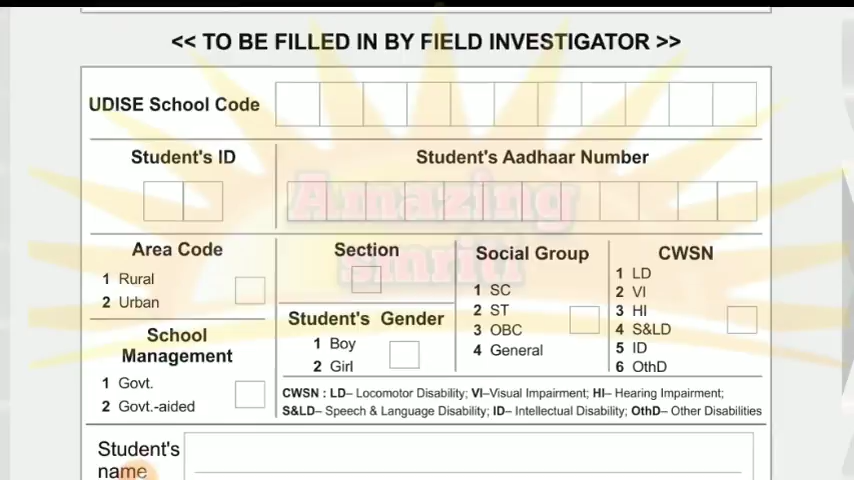 << TO BE FILLED IN BY FIELD INVESTIGATOR >>
UDISE School Code
Student's ID
Student's Aadhaar Number
Amazing
smriti
Area Code
1 Rural
2 Urban
School
Management
1 Govt.
2 Govt.-aided
Section
Student's Gender
1 Boy
2 Girl
Social Group
1 SC
2 ST
3 OBC
4 General
CWSN
1 LD
2 VI
3 HI
4 S&LD
5 ID
6 OthD
CWSN : LD– Locomotor Disability; VI–Visual Impairment; HI– Hearing Impairment;
S&LD– Speech & Language Disability; ID– Intellectual Disability; OthD– Other Disabilities
Student's
name